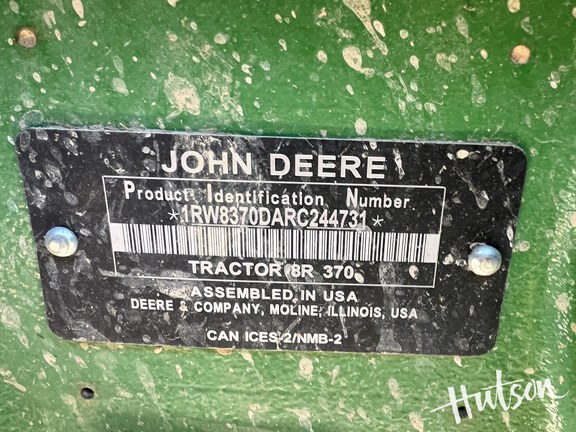 JOHN DEERE
Product Identification Number
*1RW8370DARC244731*
TRACTOR 8R 370
ASSEMBLED IN USA
DEERE & COMPANY, MOLINE, ILLINOIS, USA
CAN ICES-2/NMB-2
Hutson